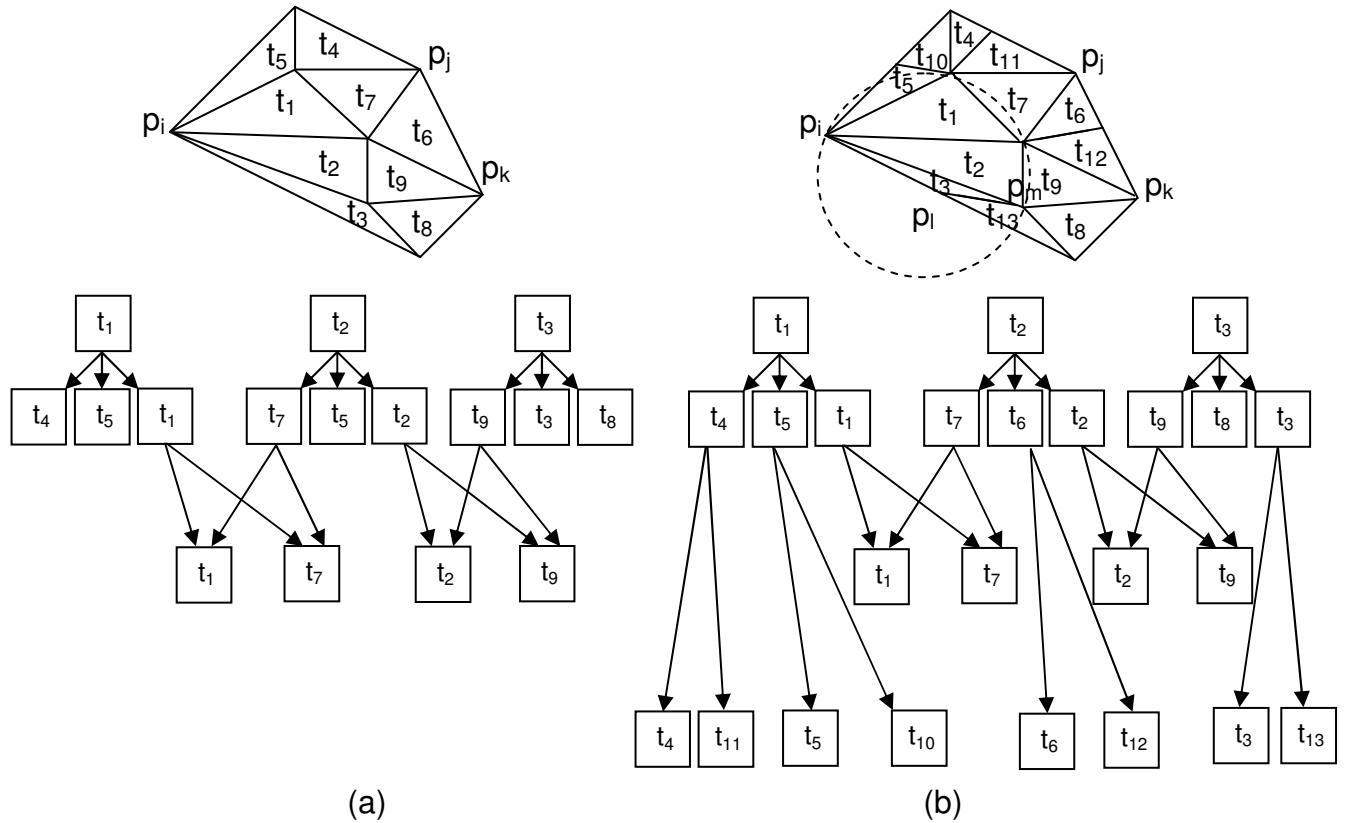 t4
t5
pj
t1
t7
pi
t6
t2
t9
pk
t3
t8
t4
t10
t11
pj
t5
t7
t1
t6
pi
t12
t2
t3
pm
t9
pk
pl
t13
t8
t1 t2 t3
t4 t5 t1 t7 t5 t2 t9 t3 t8
t1 t7 t2 t9
t1 t2 t3
t4 t5 t1 t7 t6 t2 t9 t8 t3
t1 t7 t2 t9
t4 t11 t5 t10 t6 t12 t3 t13
(a) (b)